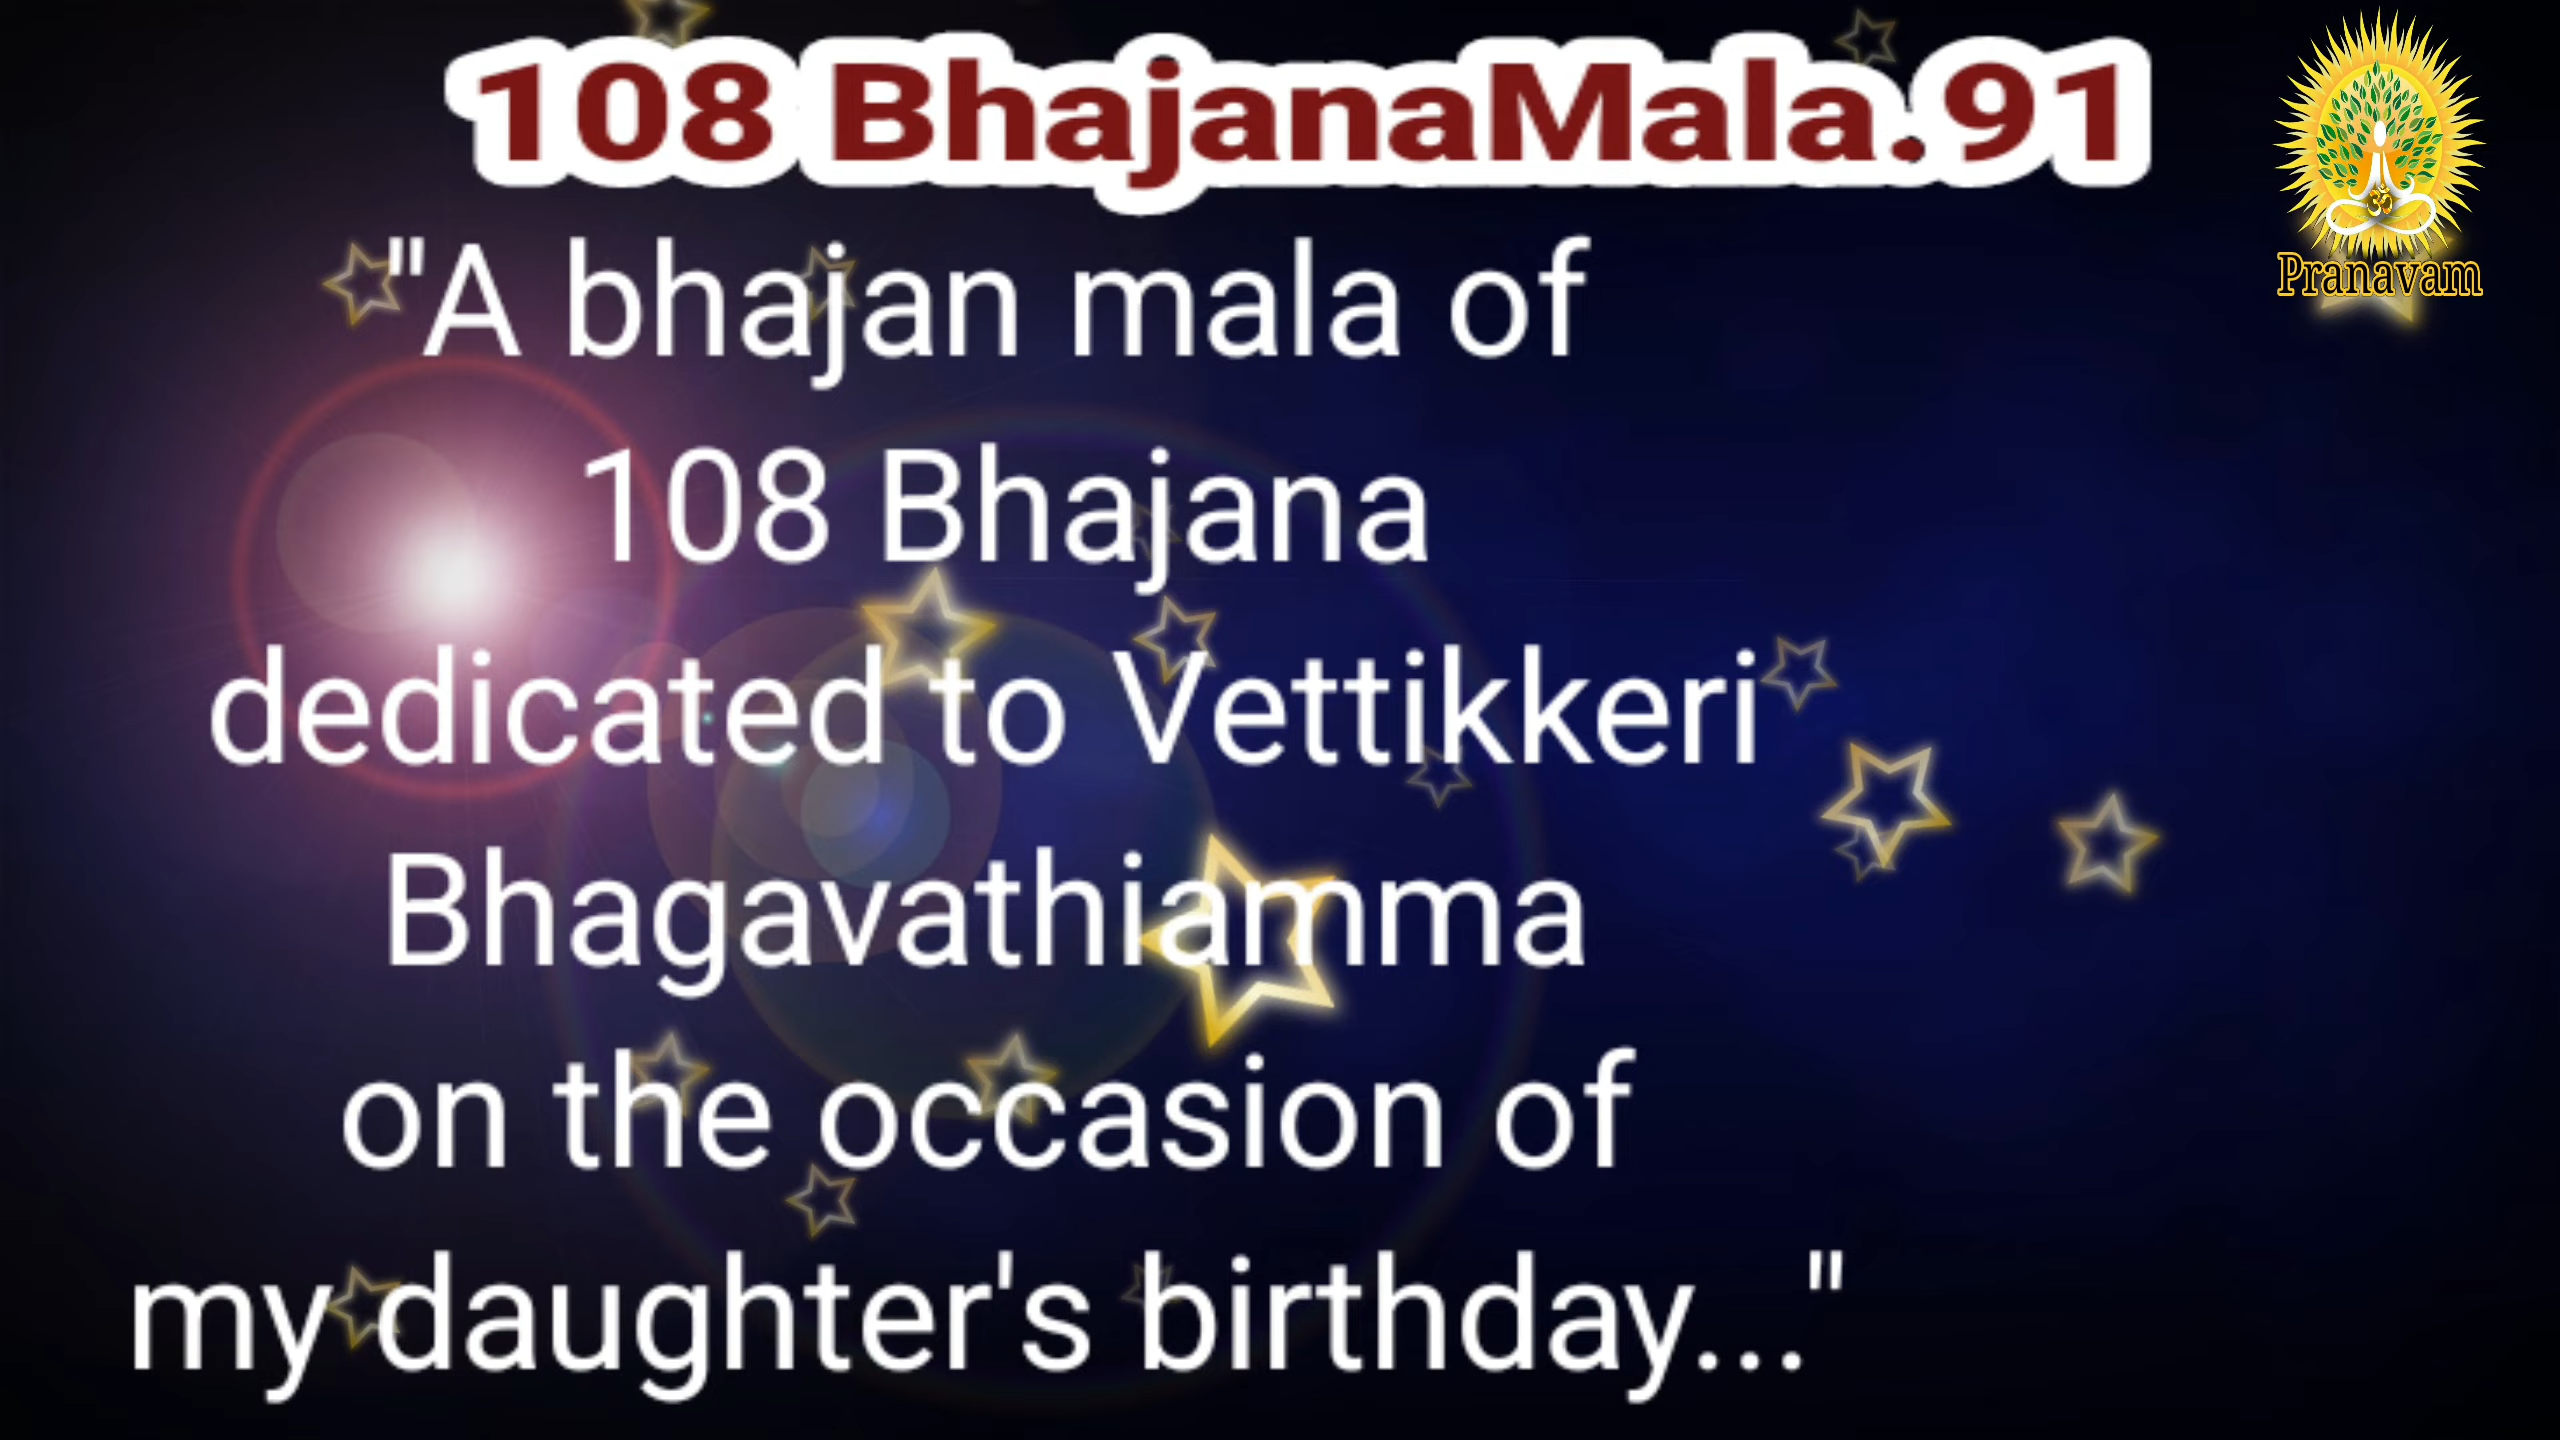 108 BhajanaMala.91
Pranavam
"A bhajan mala of
108 Bhajana
dedicated to Vettikkeri
Bhagavathiamma
on the occasion of
my daughter's birthday..."
ॐ